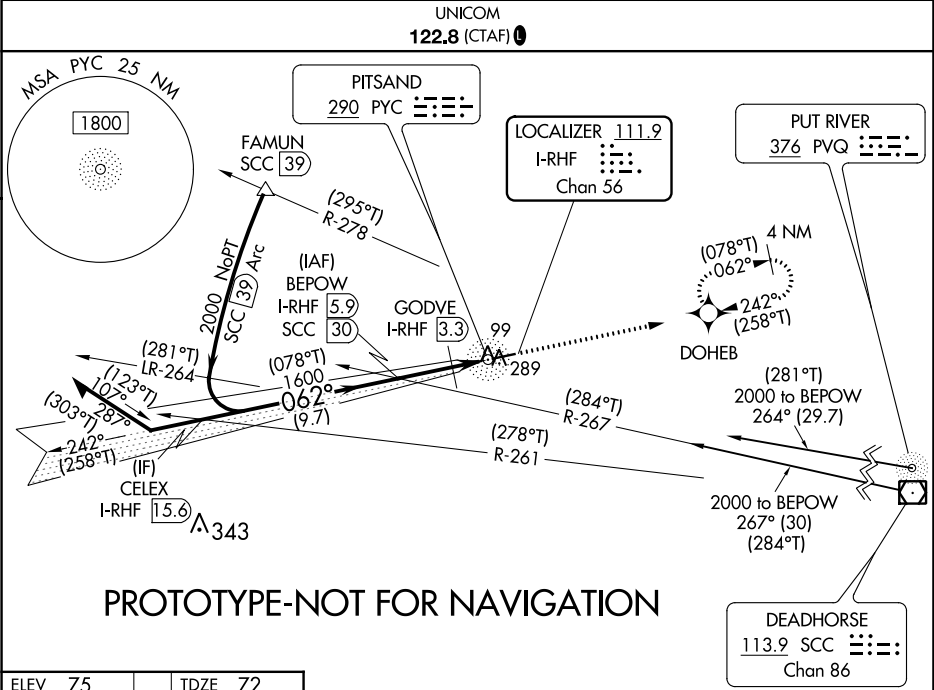 UNICOM
122.8 (CTAF) L
MSA PYC 25 NM
1800
PITSAND
290 PYC
LOCALIZER 111.9
I-RHF
Chan 56
PUT RIVER
376 PVQ
FAMUN
SCC 39
(295°T)
R-278
2000 NoPT
SCC 39 Arc
(IAF)
BEPOW
I-RHF 5.9
SCC 30
GODVE
I-RHF 3.3
99
289
(078°T)
062°
4 NM
242°
(258°T)
DOHEB
(281°T)
LR-264
(078°T)
1600
062°
(9.7)
(123°T)
107°
287°
(303°T)
242°
(258°T)
(IF)
CELEX
I-RHF 15.6
343
(284°T)
R-267
(278°T)
R-261
(281°T)
2000 to BEPOW
264° (29.7)
2000 to BEPOW
267° (30)
(284°T)
PROTOTYPE-NOT FOR NAVIGATION
DEADHORSE
113.9 SCC
Chan 86
ELEV 75
TDZE 72